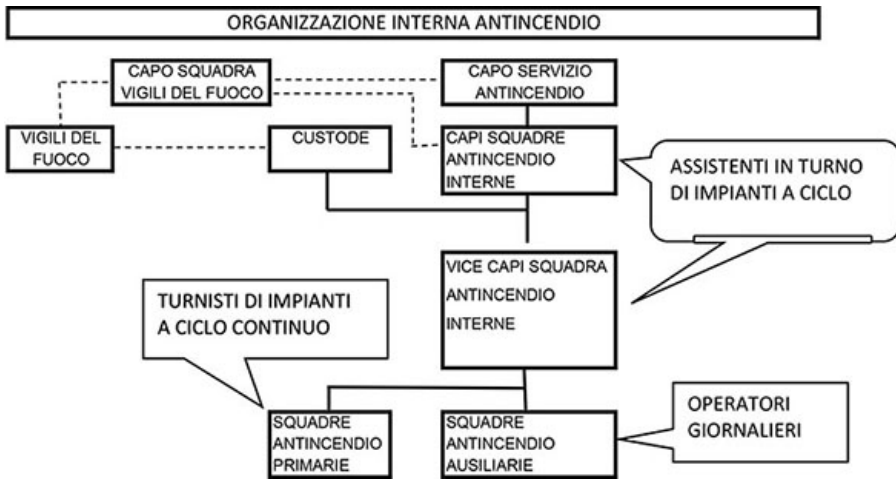 ORGANIZZAZIONE INTERNA ANTINCENDIO
CAPO SQUADRA
VIGILI DEL FUOCO
CAPO SERVIZIO
ANTINCENDIO
VIGILI DEL
FUOCO
CUSTODE
CAPI SQUADRE
ANTINCENDIO
INTERNE
ASSISTENTI IN TURNO
DI IMPIANTI A CICLO
VICE CAPI SQUADRA
ANTINCENDIO
INTERNE
TURNISTI DI IMPIANTI
A CICLO CONTINUO
SQUADRE
ANTINCENDIO
PRIMARIE
SQUADRE
ANTINCENDIO
AUSILIARIE
OPERATORI
GIORNALIERI